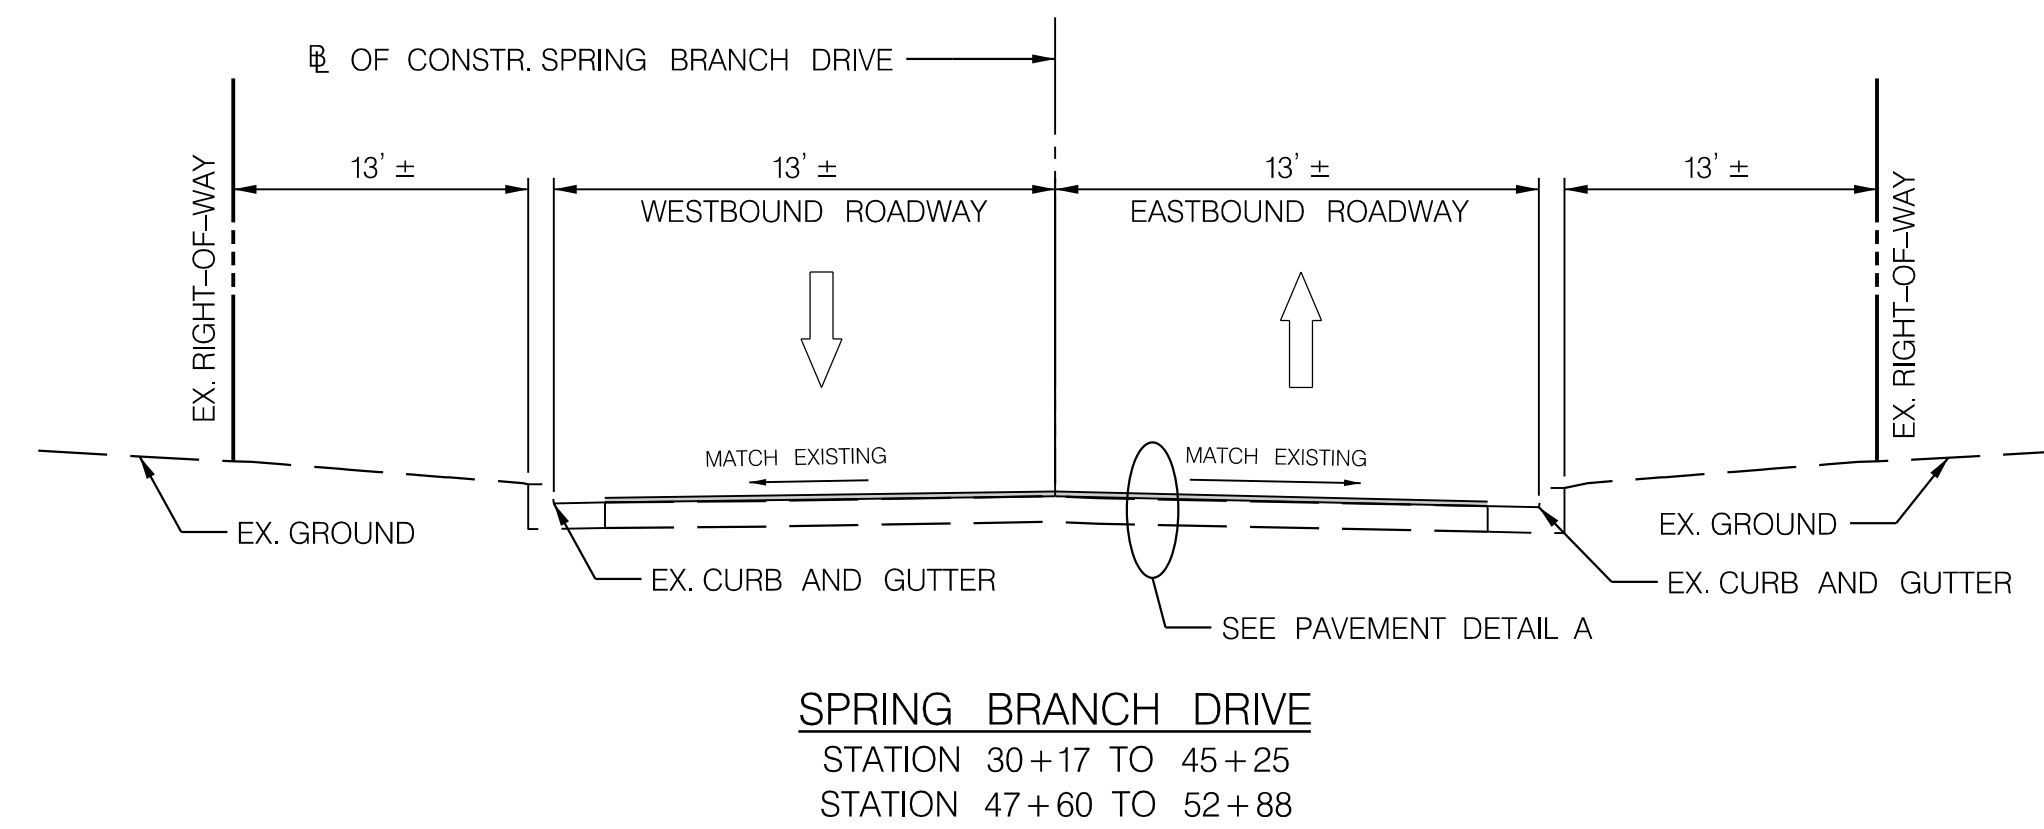 BL OF CONSTR. SPRING BRANCH DRIVE
13' ±
13' ±
13' ±
13' ±
WESTBOUND ROADWAY
EASTBOUND ROADWAY
EX. RIGHT-OF-WAY
EX. RIGHT-OF-WAY
MATCH EXISTING
MATCH EXISTING
EX. GROUND
EX. GROUND
EX. CURB AND GUTTER
EX. CURB AND GUTTER
SEE PAVEMENT DETAIL A
SPRING BRANCH DRIVE
STATION 30+17 TO 45+25
STATION 47+60 TO 52+88